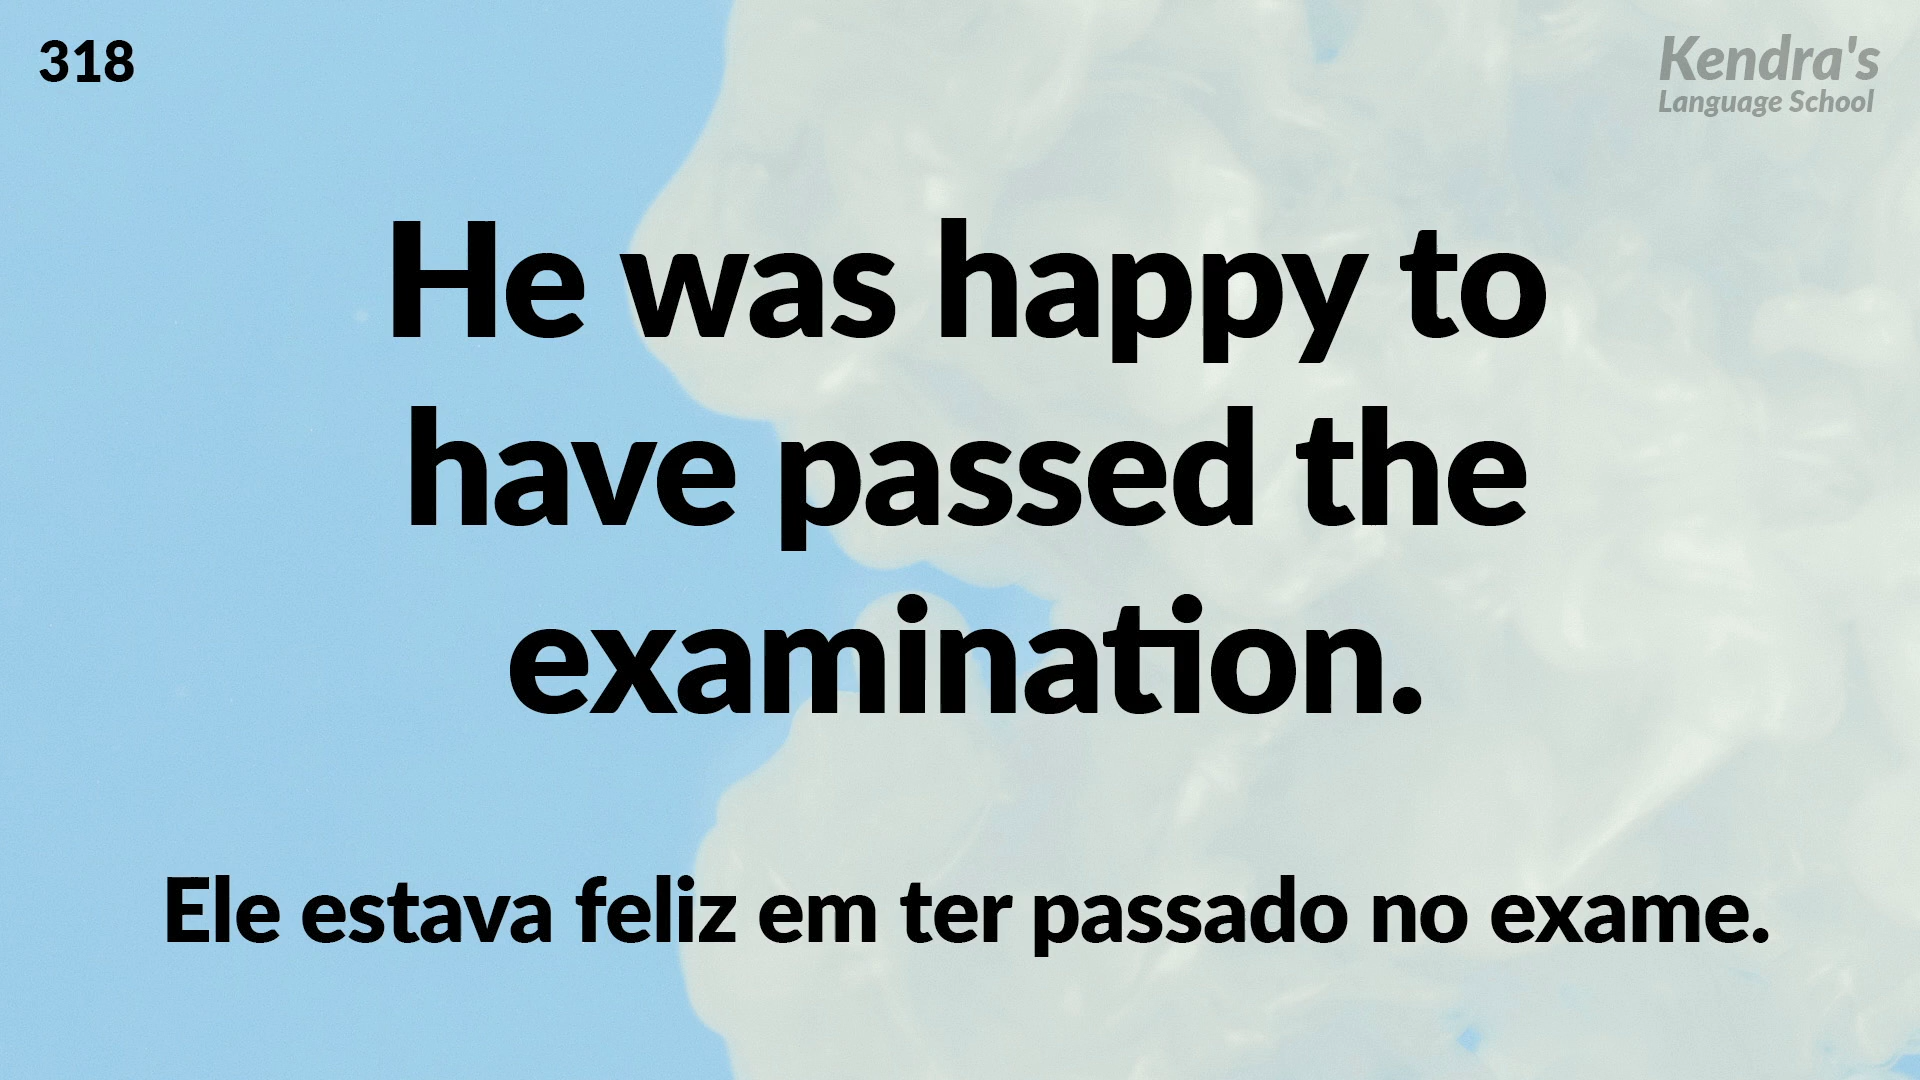 318
Kendra's
Language School
He was happy to
have passed the
examination.
Ele estava feliz em ter passado no exame.